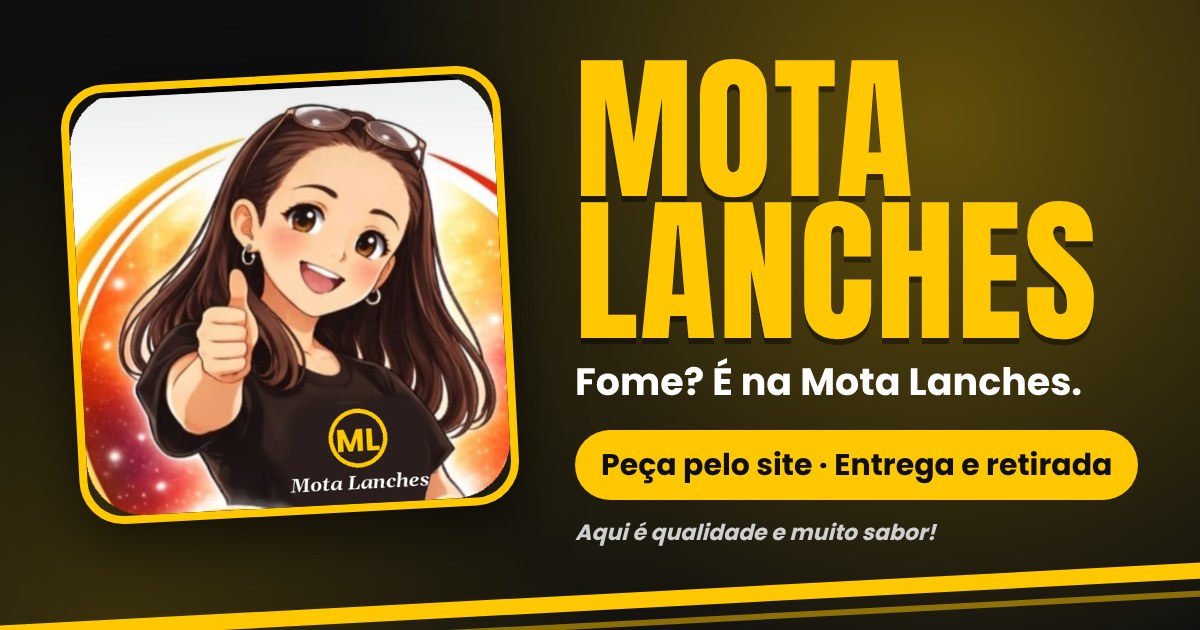 MOTA
LANCHES
Fome? É na Mota Lanches.
Peça pelo site · Entrega e retirada
Aqui é qualidade e muito sabor!
ML
Mota Lanches